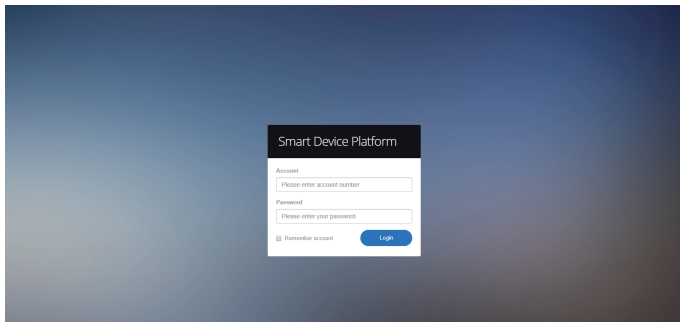 Smart Device Platform
Account
Please enter account number
Password
Please enter your password
Remember account
Login